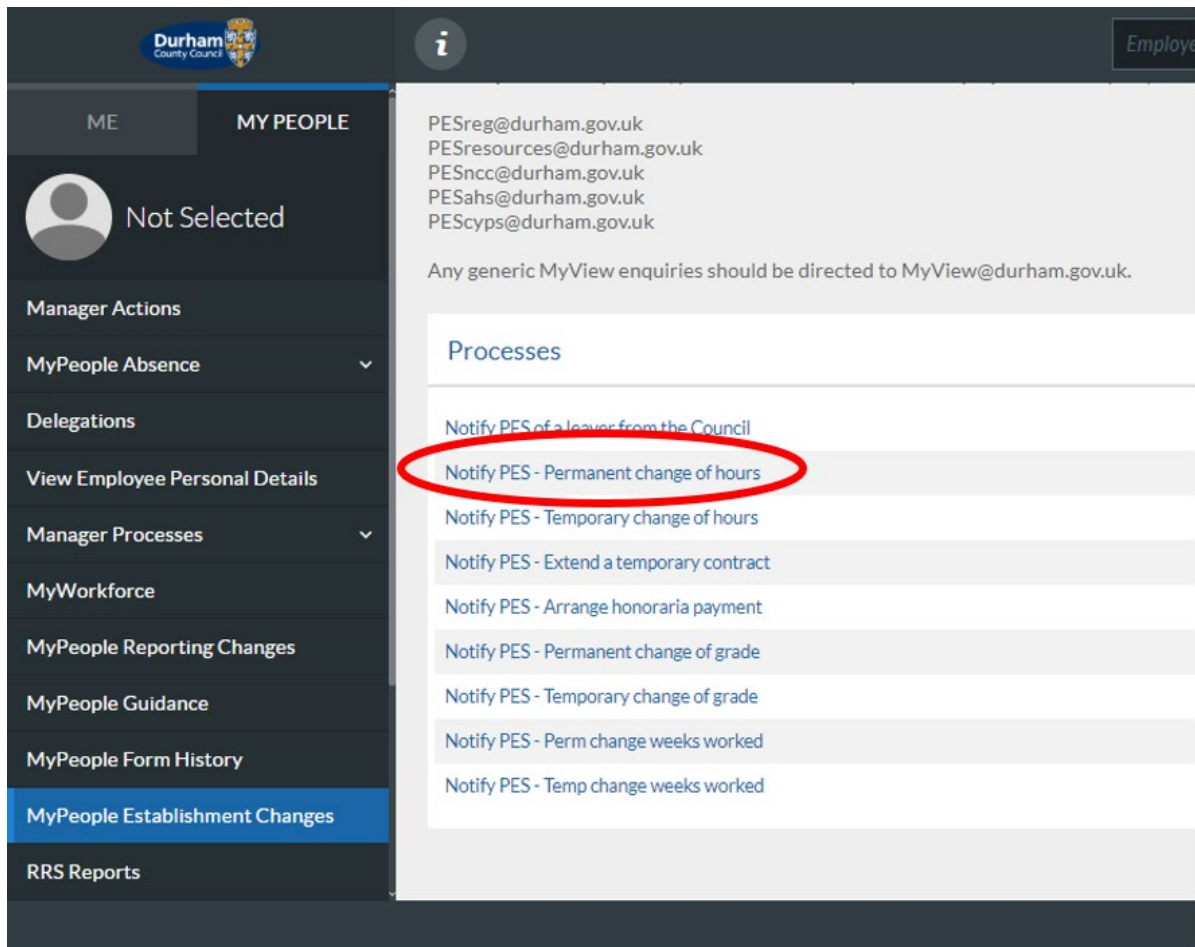 Durham
County Council
i
Employe
ME
MY PEOPLE
Not Selected
Manager Actions
MyPeople Absence
Delegations
View Employee Personal Details
Manager Processes
MyWorkforce
MyPeople Reporting Changes
MyPeople Guidance
MyPeople Form History
MyPeople Establishment Changes
RRS Reports
PESreg@durham.gov.uk
PESresources@durham.gov.uk
PESncc@durham.gov.uk
PESahs@durham.gov.uk
PEScyps@durham.gov.uk
Any generic MyView enquiries should be directed to MyView@durham.gov.uk.
Processes
Notify PES of a leaver from the Council
Notify PES - Permanent change of hours
Notify PES - Temporary change of hours
Notify PES - Extend a temporary contract
Notify PES - Arrange honoraria payment
Notify PES - Permanent change of grade
Notify PES - Temporary change of grade
Notify PES - Perm change weeks worked
Notify PES - Temp change weeks worked